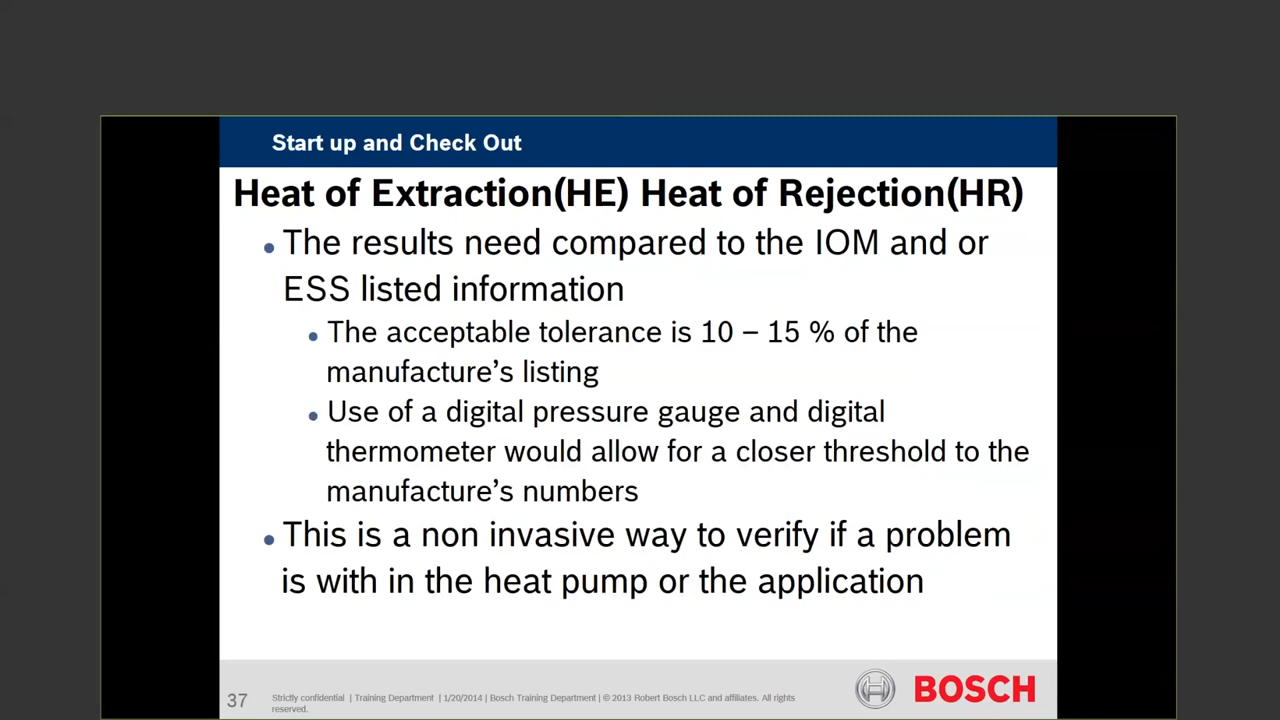 Start up and Check Out
Heat of Extraction(HE) Heat of Rejection(HR)
• The results need compared to the IOM and or
ESS listed information
• The acceptable tolerance is 10 – 15 % of the
manufacture’s listing
• Use of a digital pressure gauge and digital
thermometer would allow for a closer threshold to the
manufacture’s numbers
• This is a non invasive way to verify if a problem
is with in the heat pump or the application
37
Strictly confidential | Training Department | 1/20/2014 | Bosch Training Department | © 2013 Robert Bosch LLC and affiliates. All rights
reserved.
BOSCH